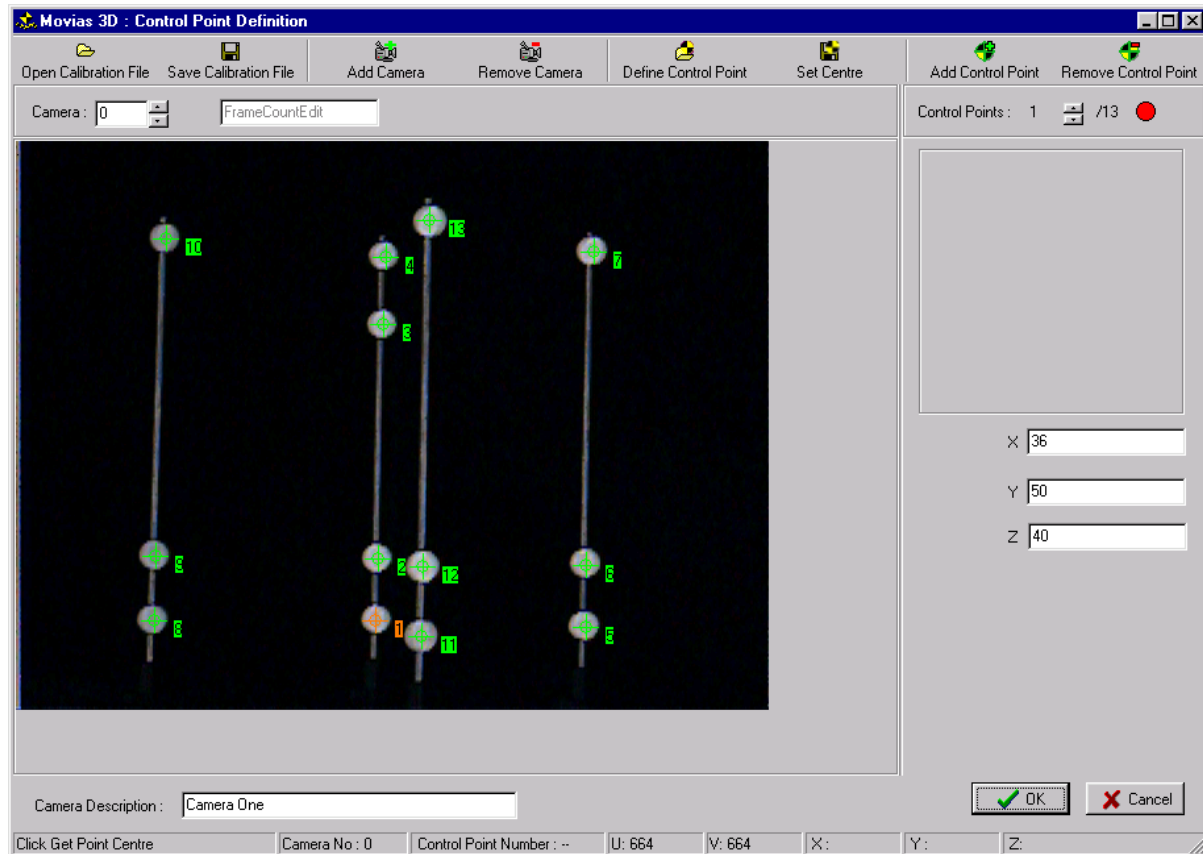 Movias 3D : Control Point Definition
Open Calibration File Save Calibration File Add Camera Remove Camera Define Control Point Set Centre Add Control Point Remove Control Point
Camera : 0 FrameCountEdit Control Points : 1 /13
10
13
4
7
3
9
2
12
6
8
1
11
5
X 36
Y 50
Z 40
Camera Description : Camera One
OK Cancel
Click Get Point Centre Camera No : 0 Control Point Number : -- U: 664 V: 664 X: Y: Z: